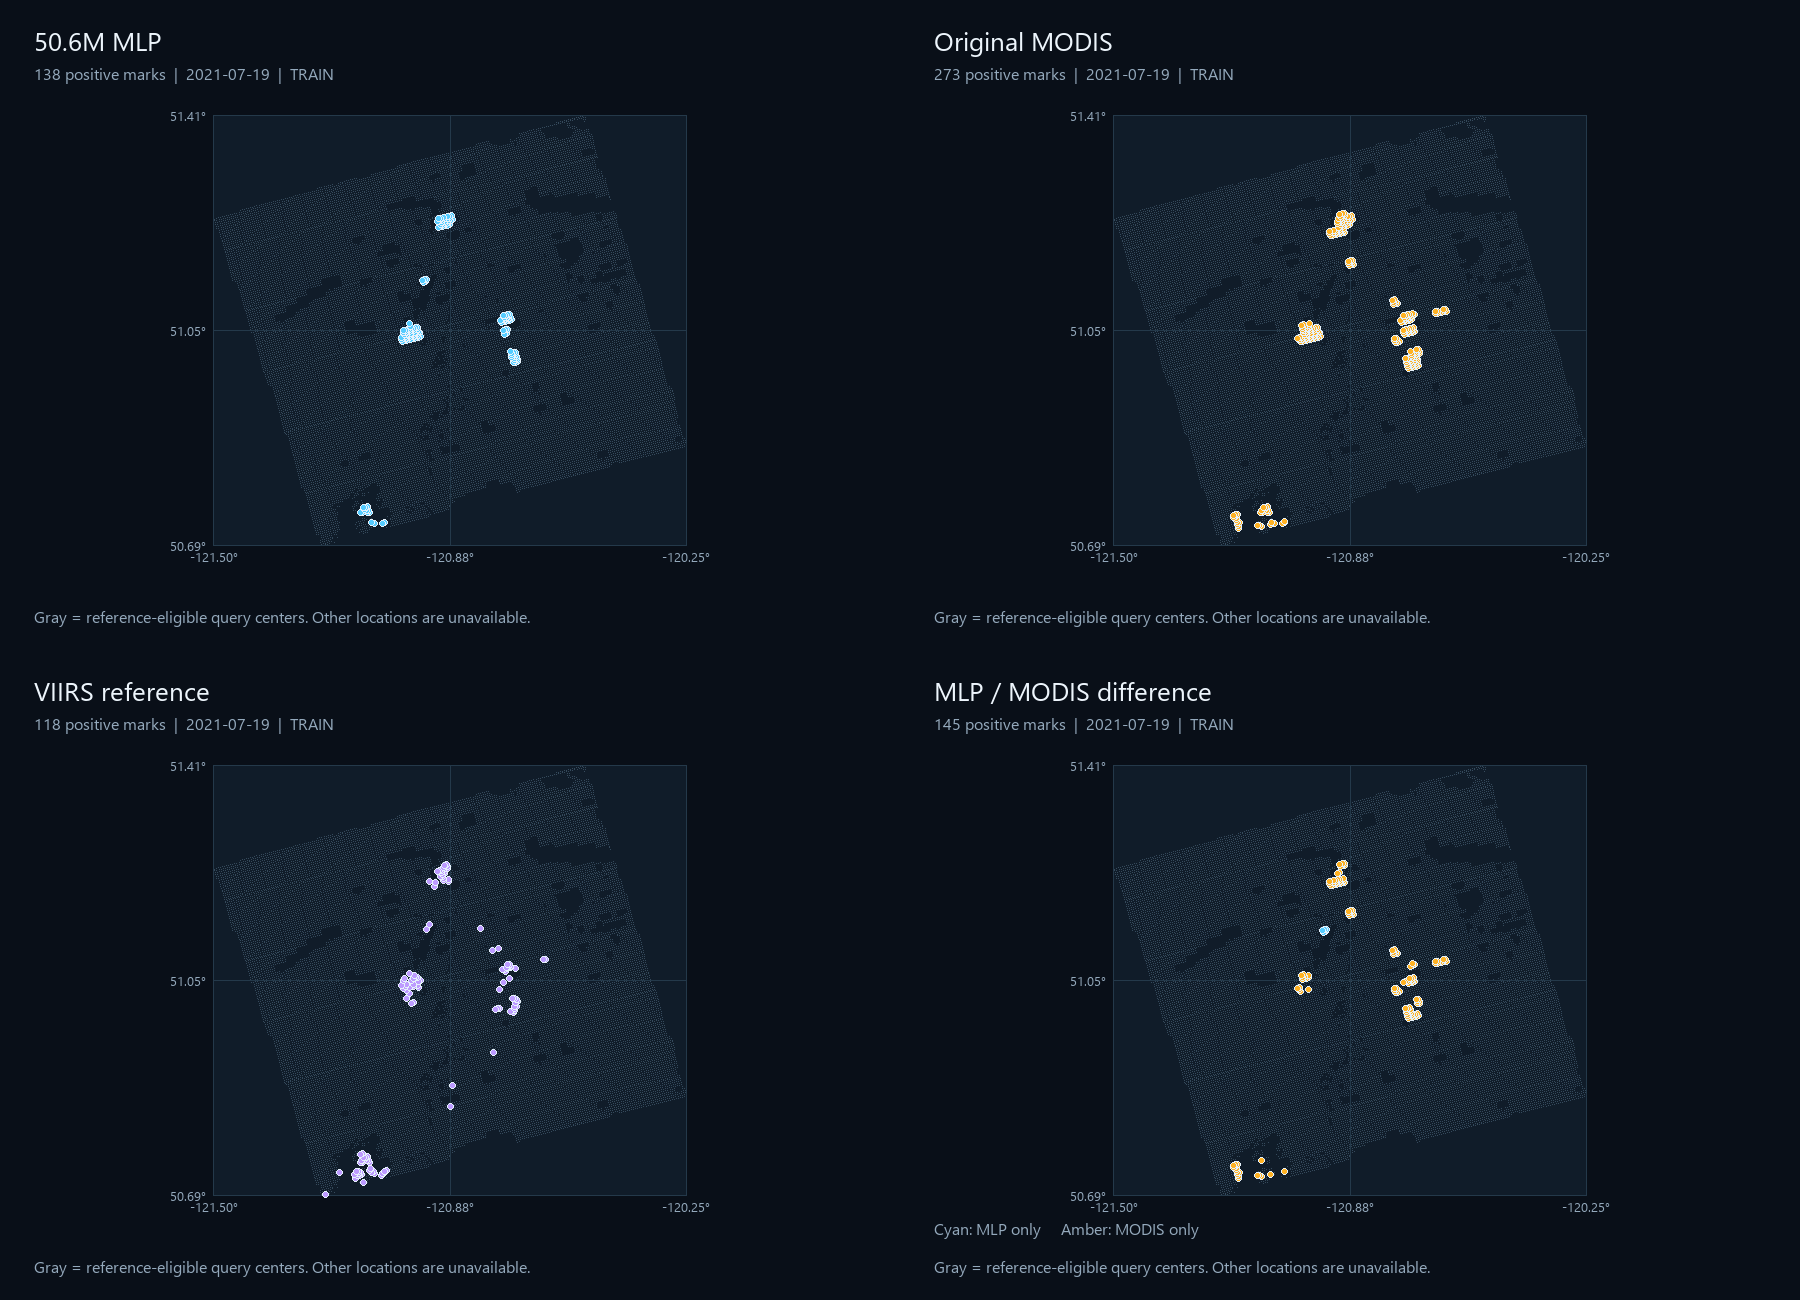 50.6M MLP
138 positive marks | 2021-07-19 | TRAIN
51.41°
51.05°
50.69°
-121.50°
-120.88°
-120.25°
Gray = reference-eligible query centers. Other locations are unavailable.
Original MODIS
273 positive marks | 2021-07-19 | TRAIN
51.41°
51.05°
50.69°
-121.50°
-120.88°
-120.25°
Gray = reference-eligible query centers. Other locations are unavailable.
VIIRS reference
118 positive marks | 2021-07-19 | TRAIN
51.41°
51.05°
50.69°
-121.50°
-120.88°
-120.25°
Gray = reference-eligible query centers. Other locations are unavailable.
MLP / MODIS difference
145 positive marks | 2021-07-19 | TRAIN
51.41°
51.05°
50.69°
-121.50°
-120.88°
-120.25°
Cyan: MLP only Amber: MODIS only
Gray = reference-eligible query centers. Other locations are unavailable.